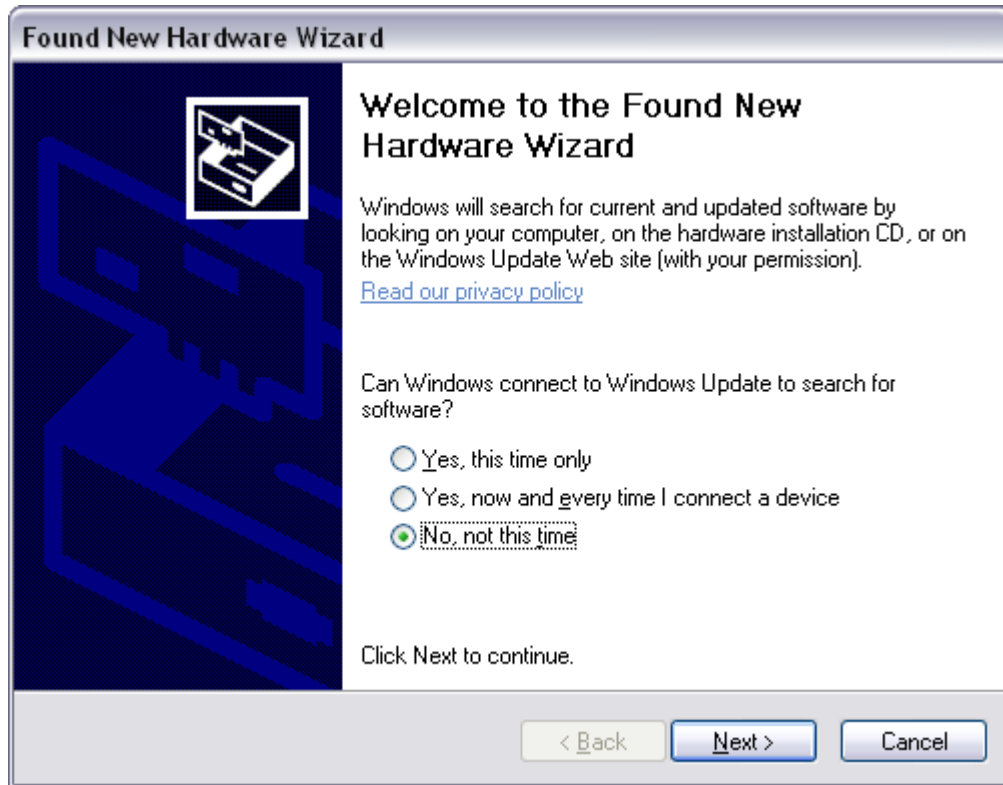 Found New Hardware Wizard
Welcome to the Found New
Hardware Wizard
Windows will search for current and updated software by
looking on your computer, on the hardware installation CD, or on
the Windows Update Web site (with your permission).
Read our privacy policy
Can Windows connect to Windows Update to search for
software?
Yes, this time only
Yes, now and every time I connect a device
No, not this time
Click Next to continue.
< Back
Next >
Cancel